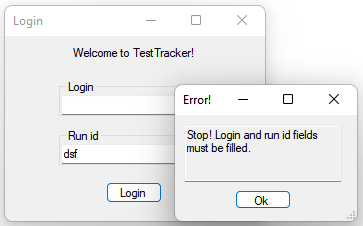 Login
Welcome to TestTracker!
Login
Run id
dsf
Login
Error!
Stop! Login and run id fields
must be filled.
Ok